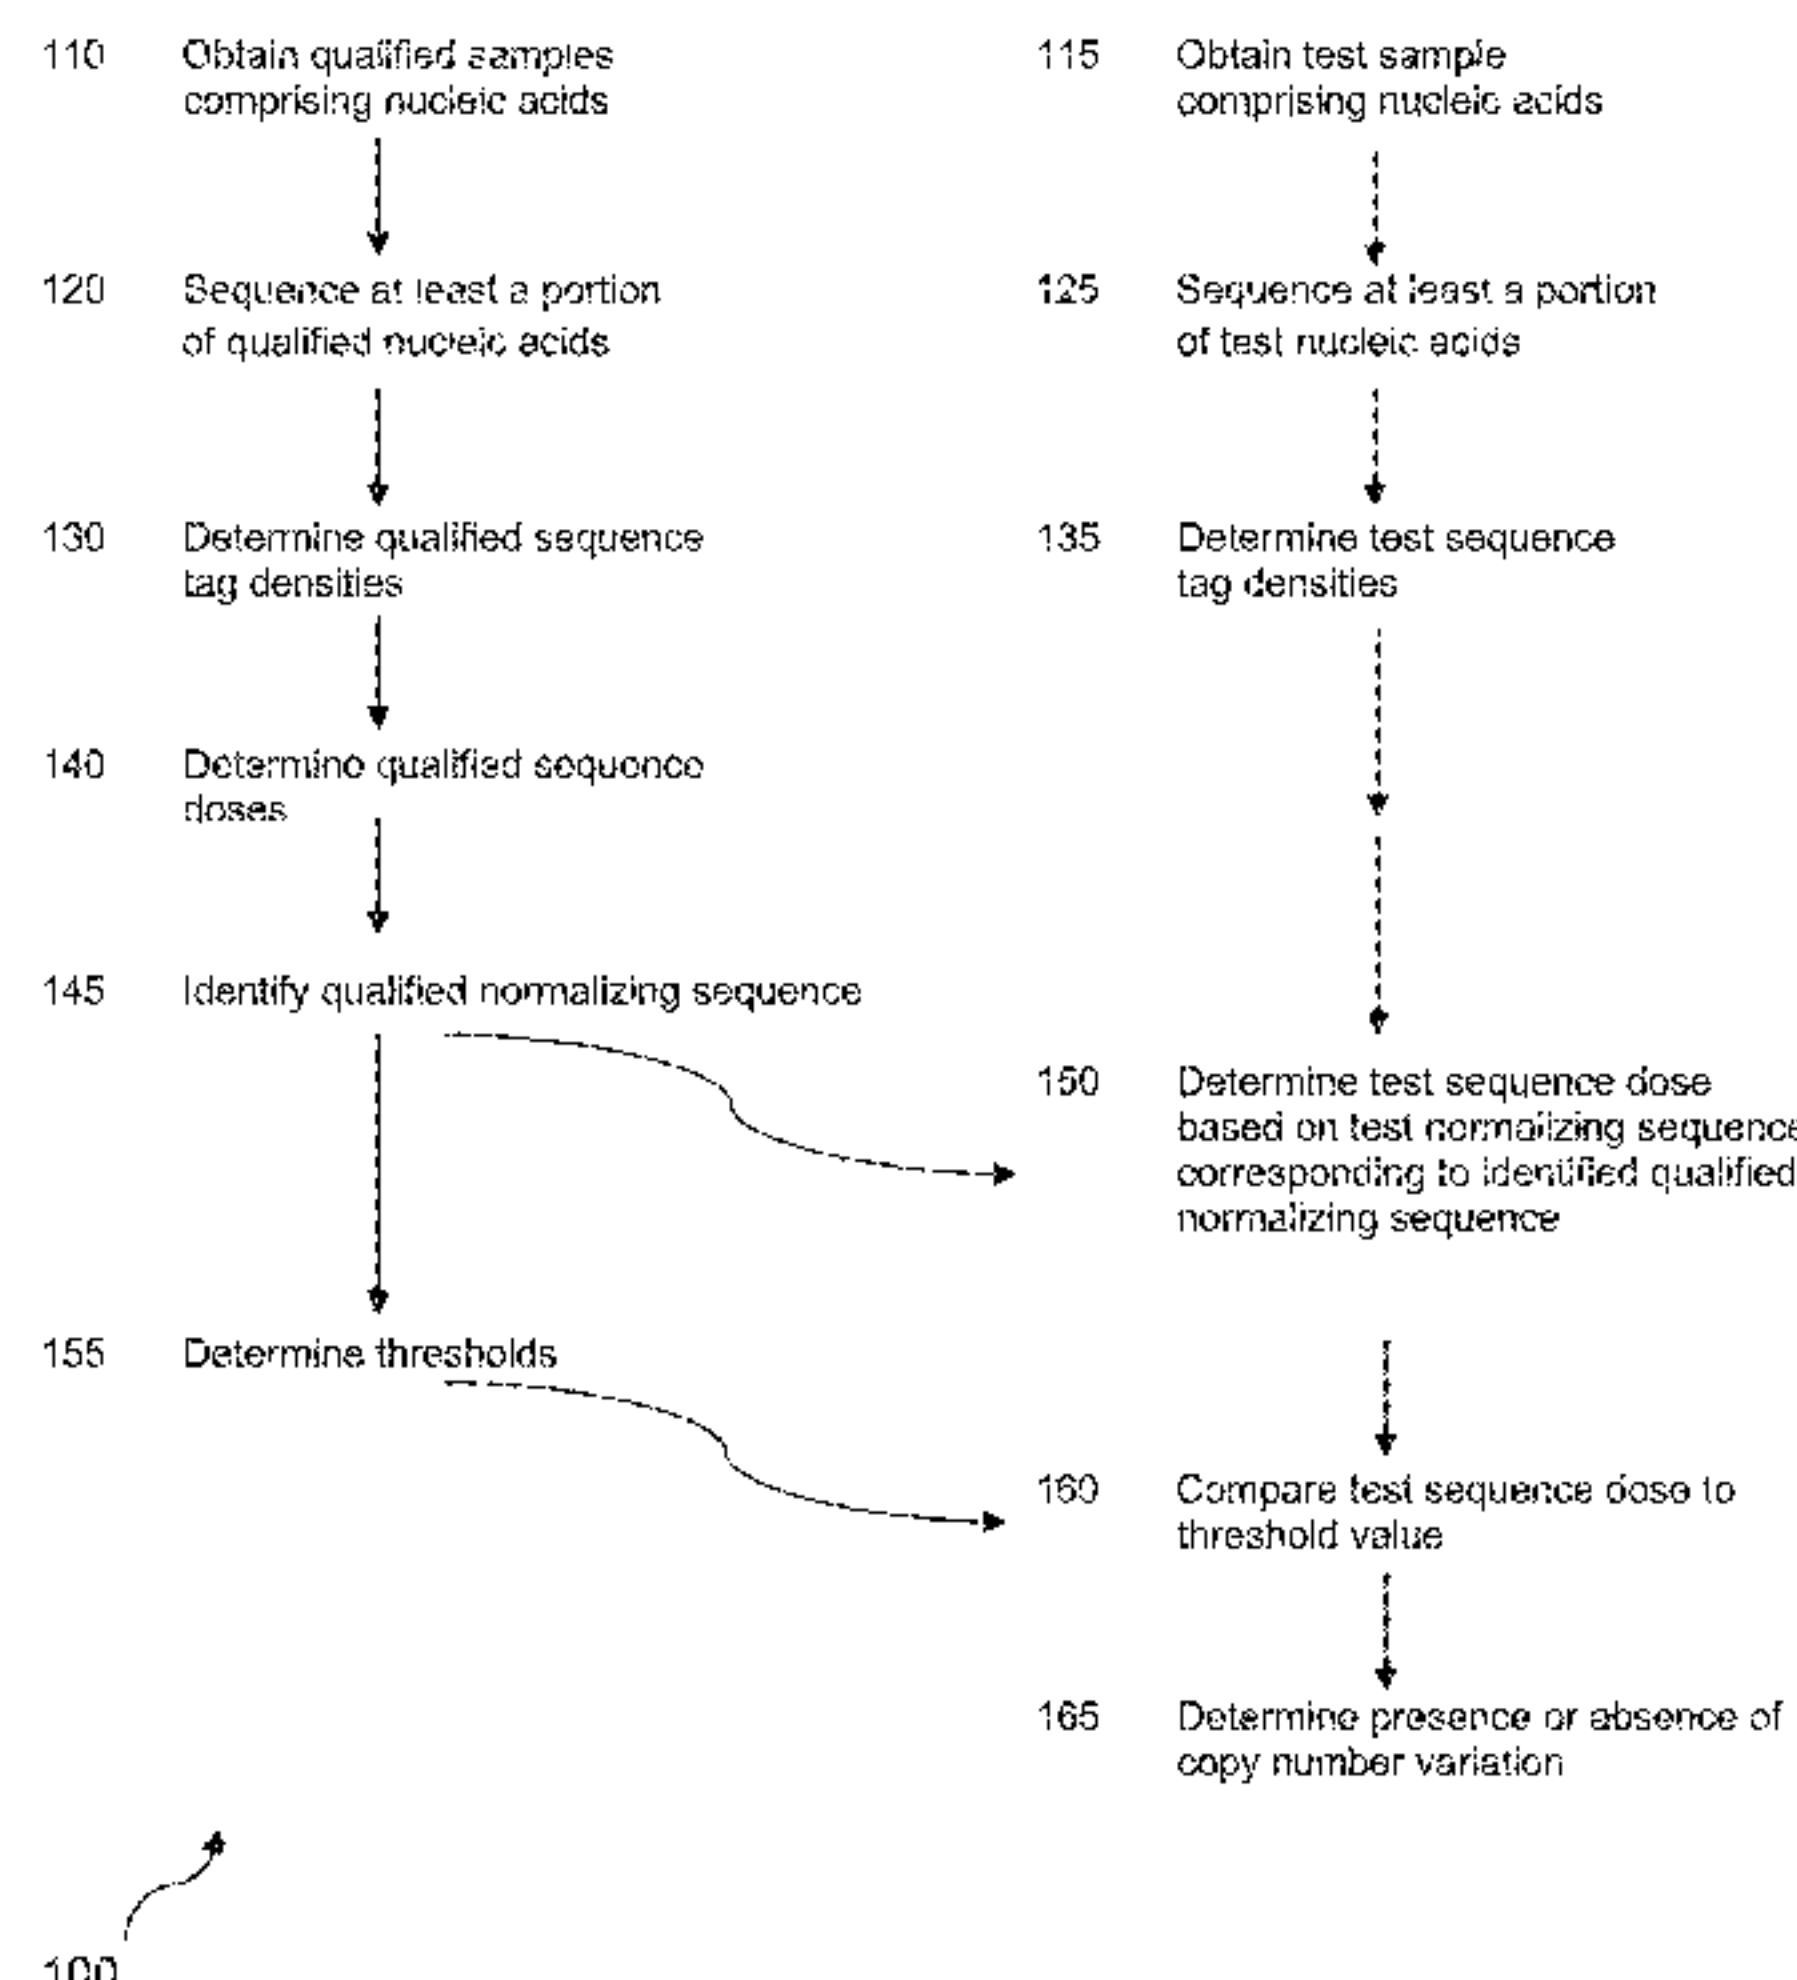 110 Obtain qualified samples
comprising nucleic acids
120 Sequence at least a portion
of qualified nucleic acids
130 Determine qualified sequence
tag densities
140 Determine qualified sequence
doses
145 Identify qualified normalizing sequence
155 Determine thresholds
115 Obtain test sample
comprising nucleic acids
125 Sequence at least a portion
of test nucleic acids
135 Determine test sequence
tag densities
150 Determine test sequence dose
based on test normalizing sequence
corresponding to identified qualified
normalizing sequence
160 Compare test sequence dose to
threshold value
165 Determine presence or absence of
copy number variation
100